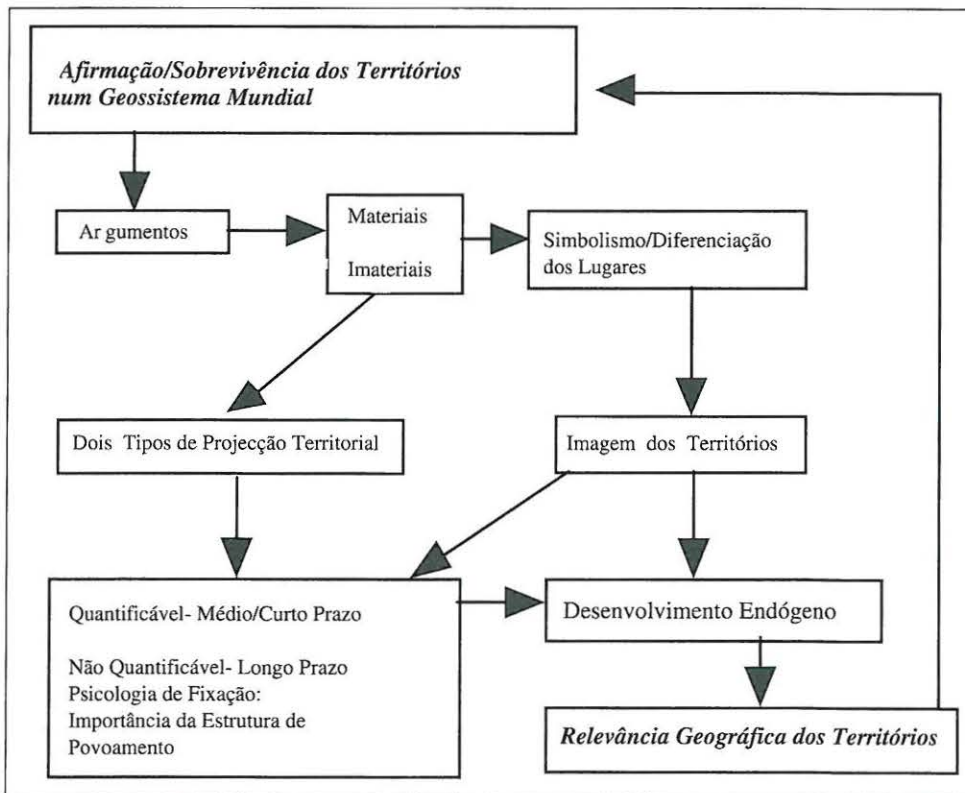 Afirmação/Sobrevivência dos Territórios
num Geossistema Mundial
Ar gumentos
Materiais
Imateriais
Simbolismo/Diferenciação
dos Lugares
Dois Tipos de Projecção Territorial
Imagem dos Territórios
Quantificável- Médio/Curto Prazo
Não Quantificável- Longo Prazo
Psicologia de Fixação:
Importância da Estrutura de
Povoamento
Desenvolvimento Endógeno
Relevância Geográfica dos Territórios